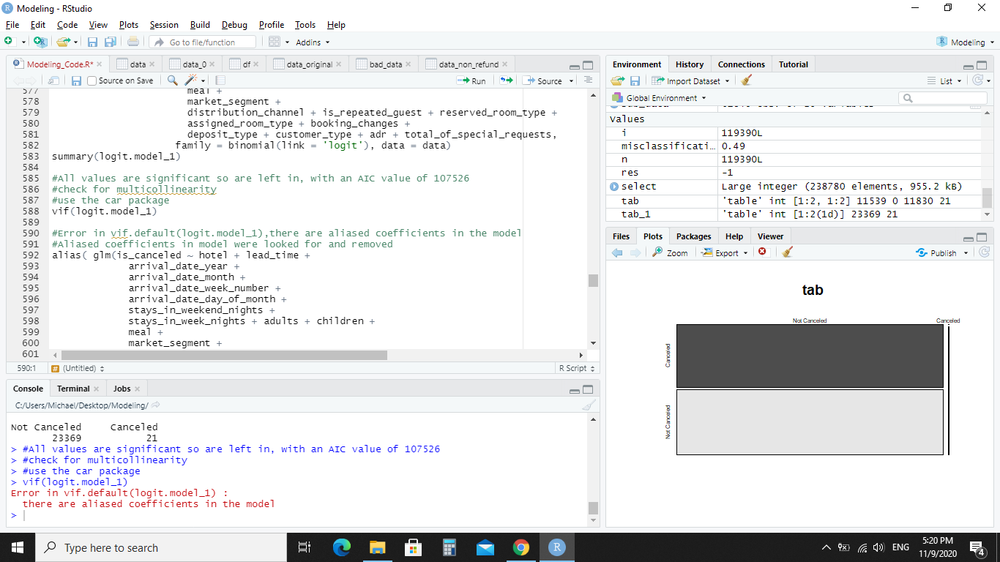 Modeling - RStudio
File Edit Code View Plots Session Build Debug Profile Tools Help
Go to file/function Addins Modeling
Modeling_Code.R* data data_0 df data_original bad_data data_non_refund
Source on Save Run Source
577 meal +
578 market_segment +
579 distribution_channel + is_repeated_guest + reserved_room_type +
580 assigned_room_type + booking_changes +
581 deposit_type + customer_type + adr + total_of_special_requests,
582 family = binomial(link = 'logit'), data = data)
583 summary(logit.model_1)
584
585 #All values are significant so are left in, with an AIC value of 107526
586 #check for multicollinearity
587 #use the car package
588 vif(logit.model_1)
589
590 #Error in vif.default(logit.model_1),there are aliased coefficients in the model
591 #Aliased coefficients in model were looked for and removed
592 alias( glm(is_canceled ~ hotel + lead_time +
593 arrival_date_year +
594 arrival_date_month +
595 arrival_date_week_number +
596 arrival_date_day_of_month +
597 stays_in_weekend_nights +
598 stays_in_week_nights + adults + children +
599 meal +
600 market_segment +
601
590:1 # (Untitled) R Script
Console Terminal Jobs
C:/Users/Michael/Desktop/Modeling/
Not Canceled Canceled
23369 21
> #All values are significant so are left in, with an AIC value of 107526
> #check for multicollinearity
> #use the car package
> vif(logit.model_1)
Error in vif.default(logit.model_1) :
there are aliased coefficients in the model
>
Environment History Connections Tutorial
Import Dataset List
Global Environment
Values
i 119390L
misclassificati… 0.49
n 119390L
res -1
select Large integer (238780 elements, 955.2 kB)
tab 'table' int [1:2, 1:2] 11539 0 11830 21
tab_1 'table' int [1:2(1d)] 23369 21
Files Plots Packages Help Viewer
Zoom Export Publish
tab
Not Canceled Canceled
Canceled
Not Canceled
Type here to search
ENG
5:20 PM
11/9/2020
4